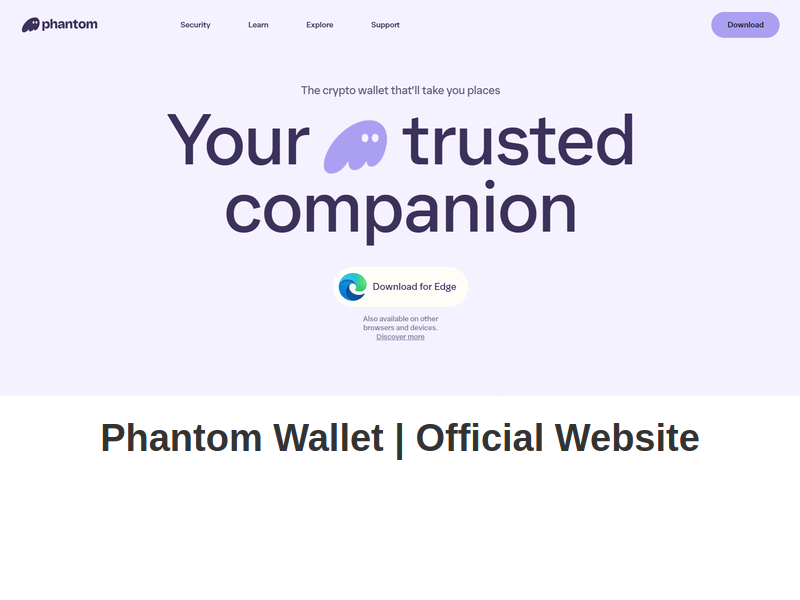 phantom
Security
Learn
Explore
Support
Download
The crypto wallet that'll take you places
Your trusted
companion
Download for Edge
Also available on other
browsers and devices.
Discover more
Phantom Wallet | Official Website